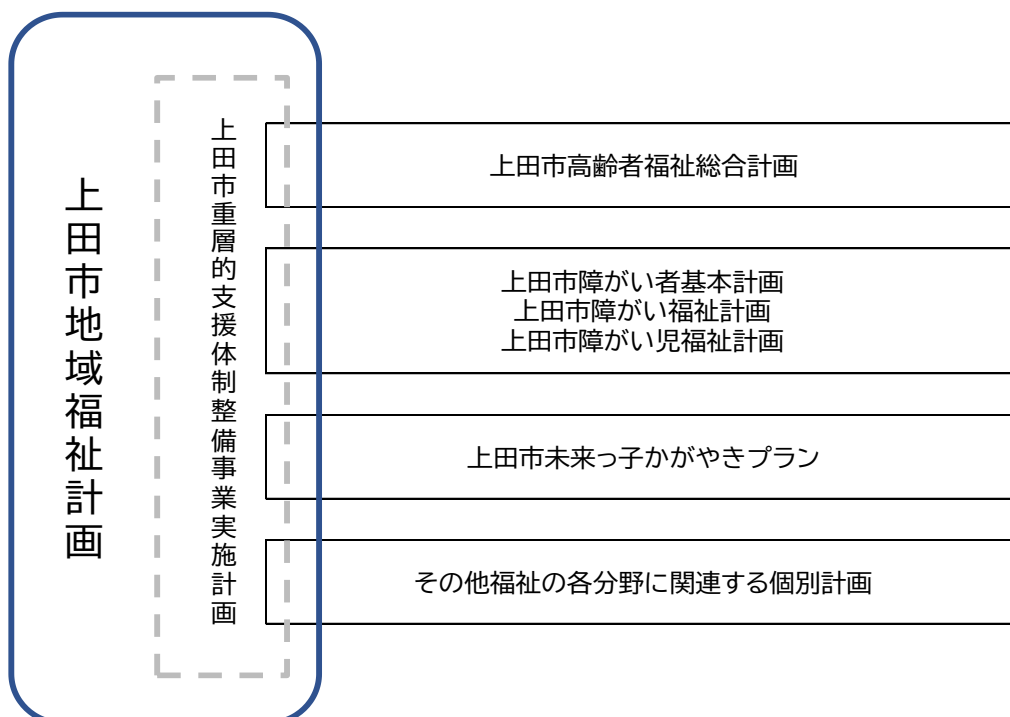 上田市地域福祉計画
上田市重層的支援体制整備事業実施計画
上田市高齢者福祉総合計画
上田市障がい者基本計画
上田市障がい福祉計画
上田市障がい児福祉計画
上田市未来っ子かがやきプラン
その他福祉の各分野に関連する個別計画